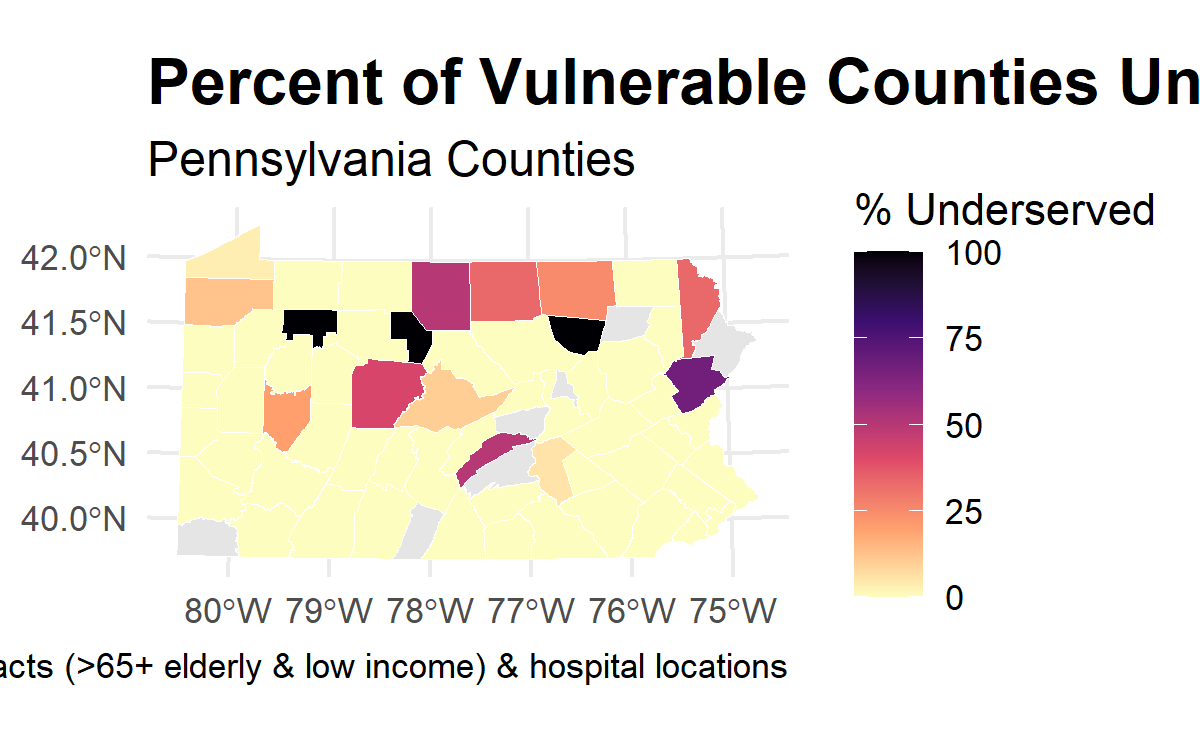 Percent of Vulnerable Counties Un
Pennsylvania Counties
% Underserved
100
75
50
25
0
42.0°N
41.5°N
41.0°N
40.5°N
40.0°N
80°W 79°W 78°W 77°W 76°W 75°W
(>65+ elderly & low income) & hospital locations